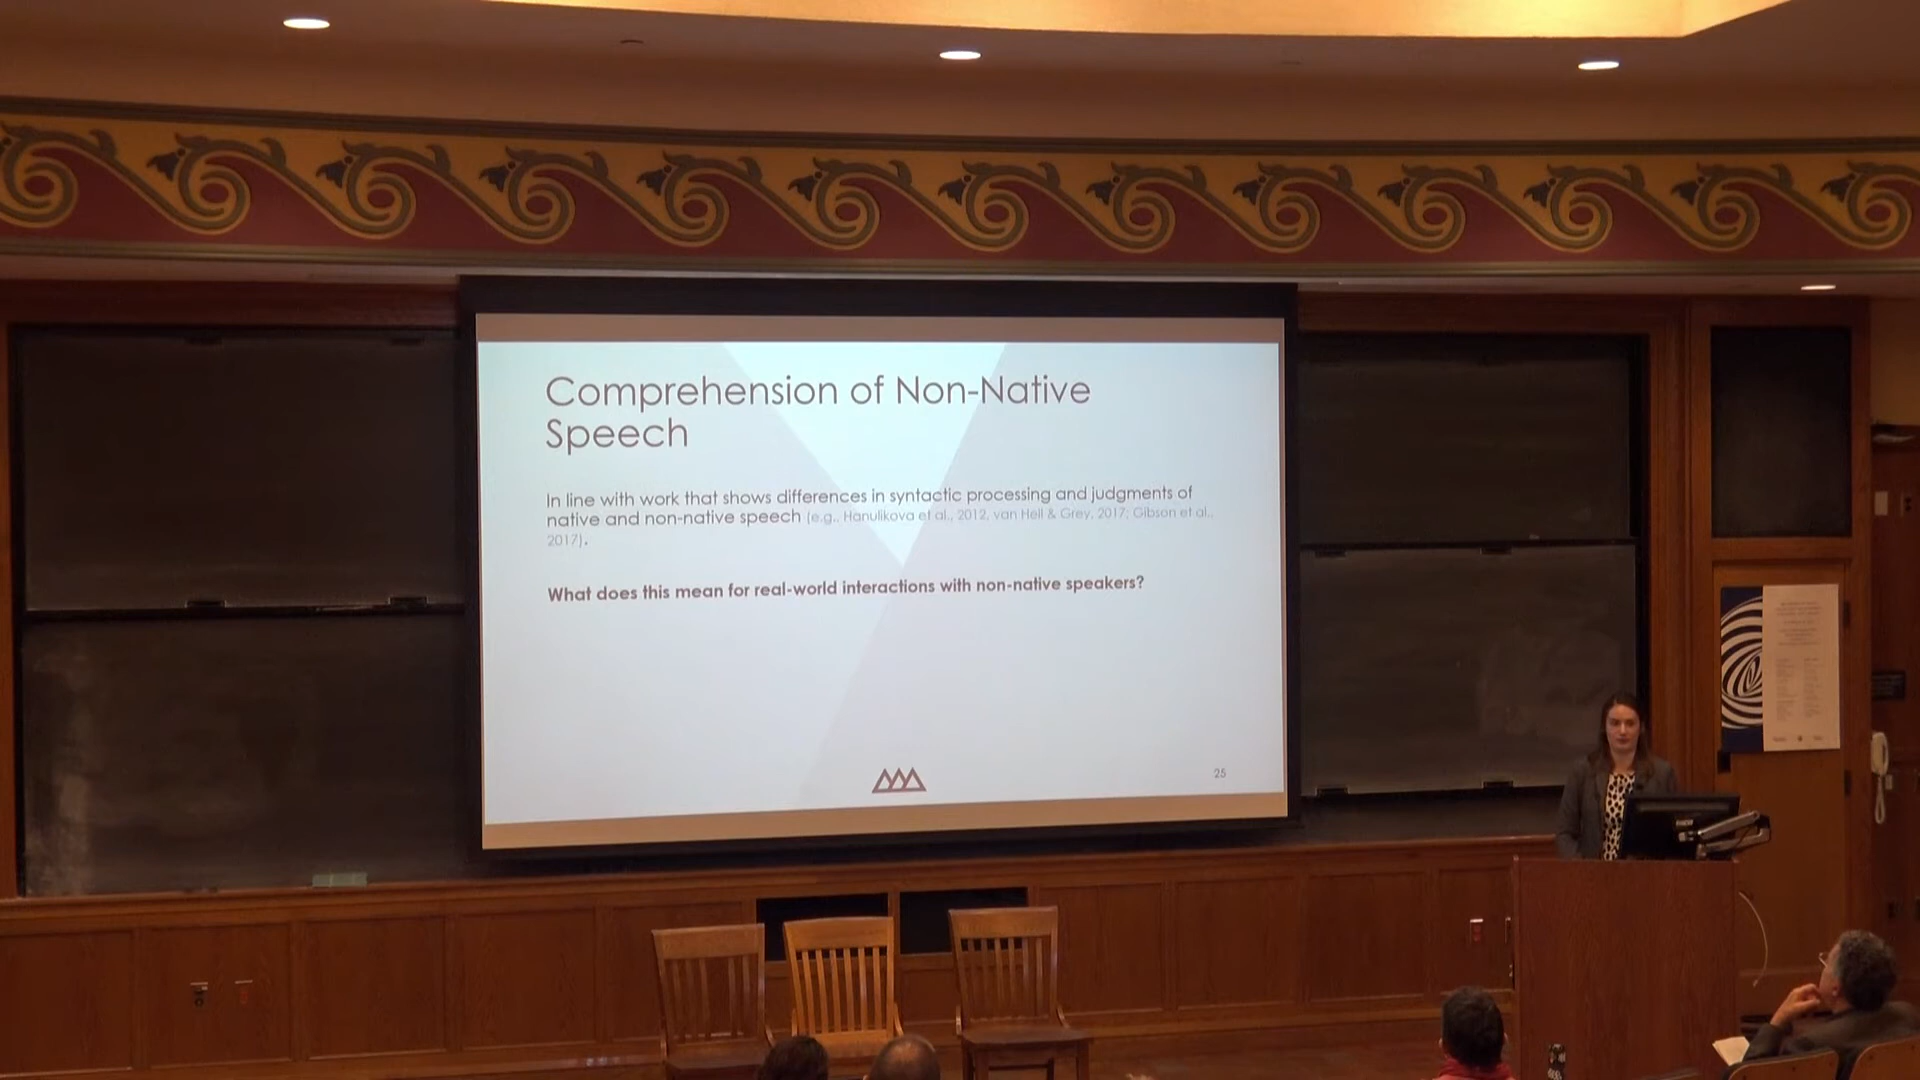 Comprehension of Non-Native
Speech
In line with work that shows differences in syntactic processing and judgments of
native and non-native speech (e.g., Hanulikova et al., 2012, van Hell & Grey, 2017; Gibson et al.,
2017).
What does this mean for real-world interactions with non-native speakers?
25